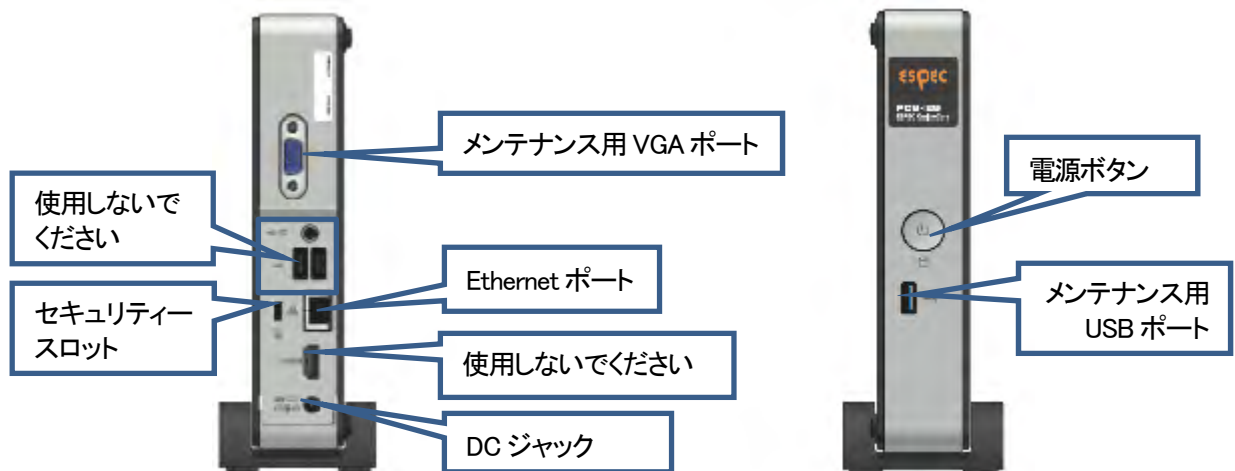 メンテナンス用 VGA ポート
使用しないで
ください
Ethernet ポート
セキュリティー
スロット
使用しないでください
DC ジャック
ESPEC
電源ボタン
メンテナンス用
USB ポート